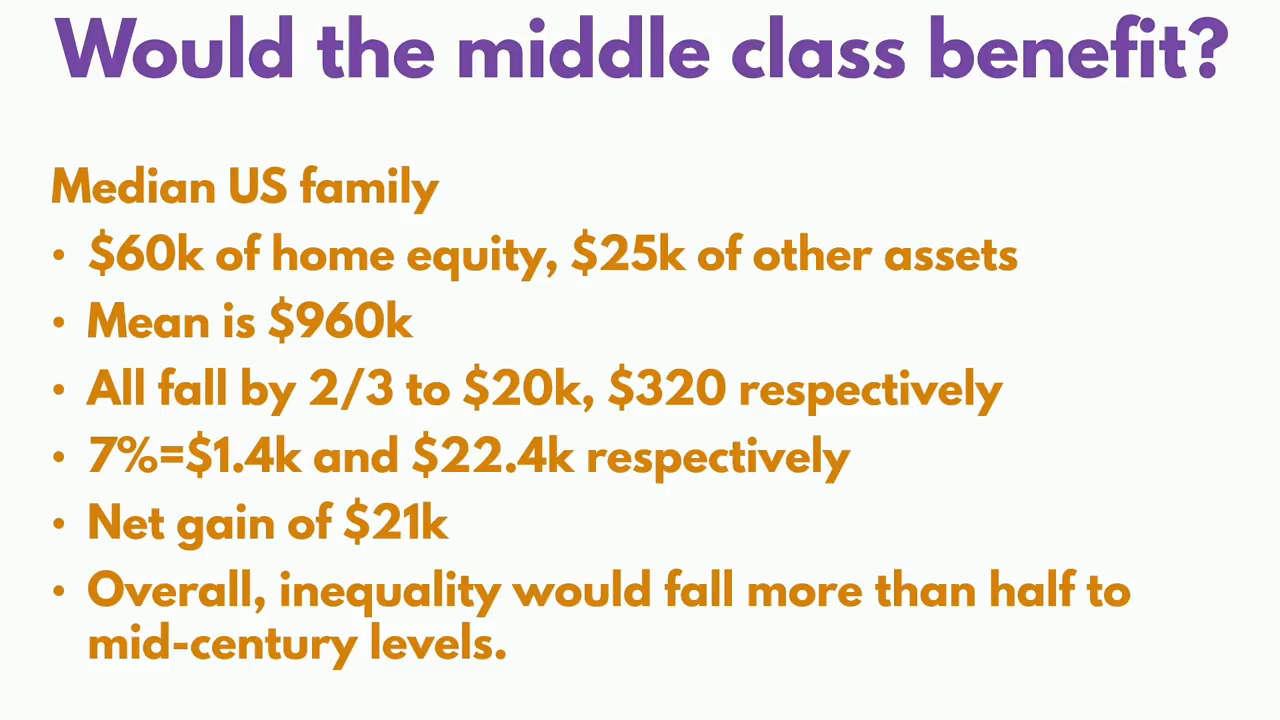 Would the middle class benefit?
Median US family
• $60k of home equity, $25k of other assets
• Mean is $960k
• All fall by 2/3 to $20k, $320 respectively
• 7%=$1.4k and $22.4k respectively
• Net gain of $21k
• Overall, inequality would fall more than half to
mid-century levels.